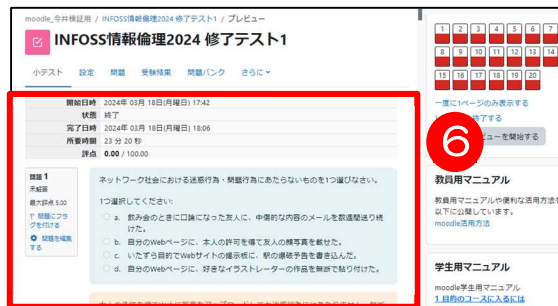 moodle_今井検証用 / INFOSS情報倫理2024 修了テスト1 / プレビュー
INFOSS情報倫理2024 修了テスト1
小テスト 設定 問題 受験結果 問題バンク さらに
開始日時 2024年 03月 18日(月曜日) 17:42
状態 終了
完了日時 2024年 03月 18日(月曜日) 18:06
所要時間 23 分 20 秒
評点 0.00 / 100.00
問題 1
未解答
最大評点 5.00
問題にフラグを付ける
問題を編集する
ネットワーク社会における迷惑行為・問題行為にあたらないものを1つ選びなさい。
1つ選択してください:
a. 飲み会のときに口論になった友人に、中傷的な内容のメールを数週間送り続けた。
b. 自分のWebページに、本人の許可を得て友人の顔写真を載せた。
c. いたずら目的でWebサイトの掲示板に、駅の爆破予告を書き込んだ。
d. 自分のWebページに、好きなイラストレーターの作品を無断で貼り付けた。
1 2 3 4 5 6 7
8 9 10 11 12 13 14
15 16 17 18 19 20
一度に1ページのみ表示する
終了する
ビューを開始する
6
教員用マニュアル
教員用マニュアルや便利な活用方法を
以下に公開しています。
moodle活用方法
学生用マニュアル
moodle学生用マニュアル
1 目的のコースに入るには